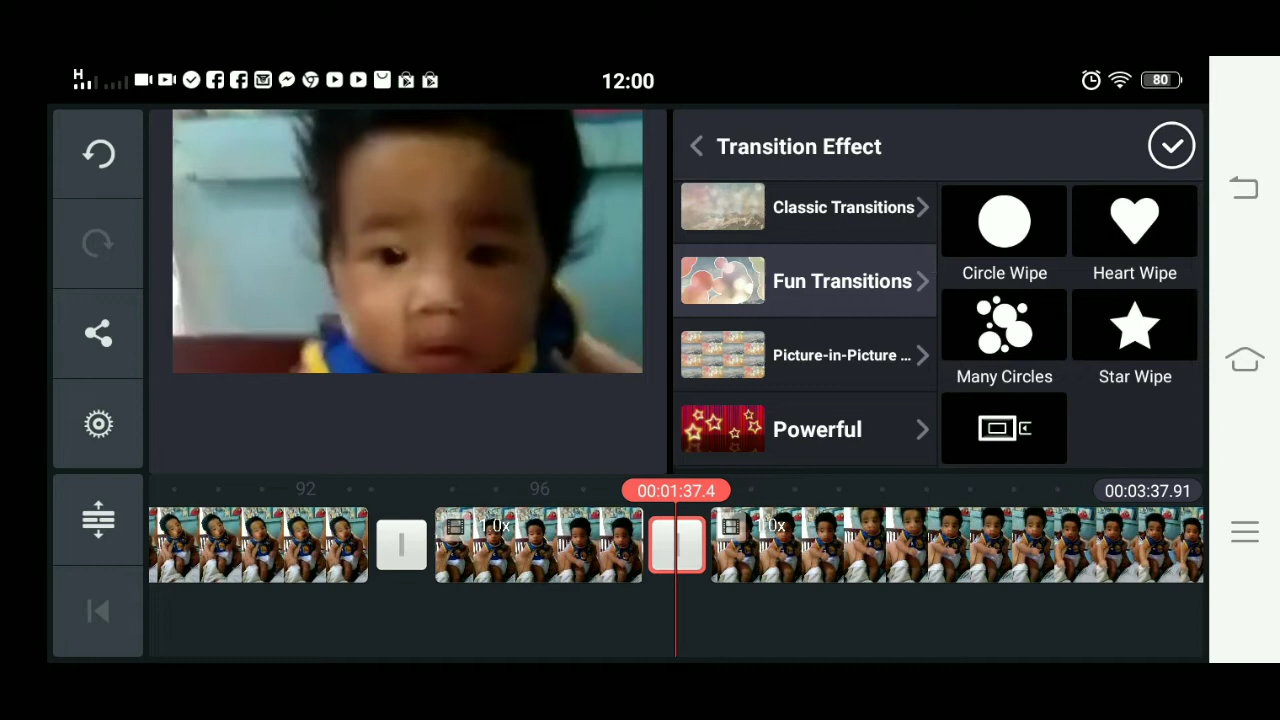 H
12:00
80
Transition Effect
Classic Transitions
Fun Transitions
Picture-in-Picture ...
Powerful
Circle Wipe
Heart Wipe
Many Circles
Star Wipe
92
96
00:01:37.4
00:03:37.91
1.0x
1.0x